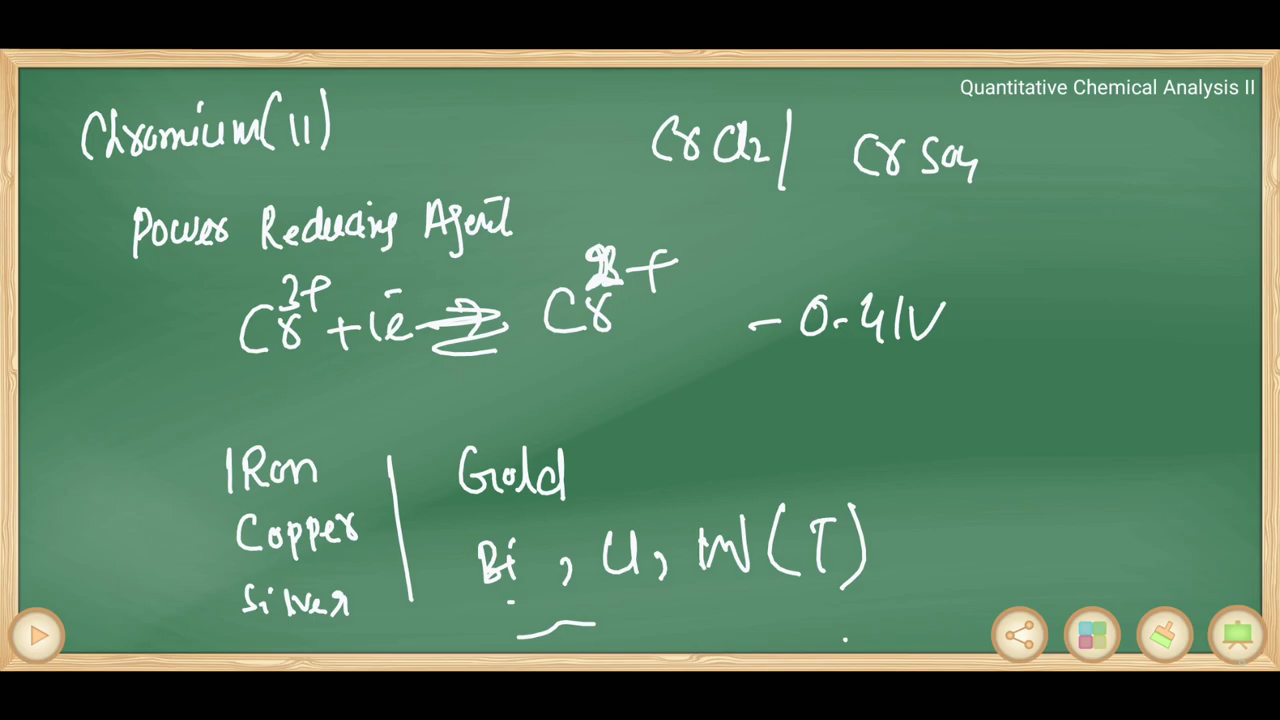 Quantitative Chemical Analysis II
Chromium(II)
CrCl2 / CrSO4
Power Reducing Agent
Cr3+ + 1e ⇌ Cr2+ - 0.41V
IRon | Gold
Copper
Bi, U, W(T)
Silver